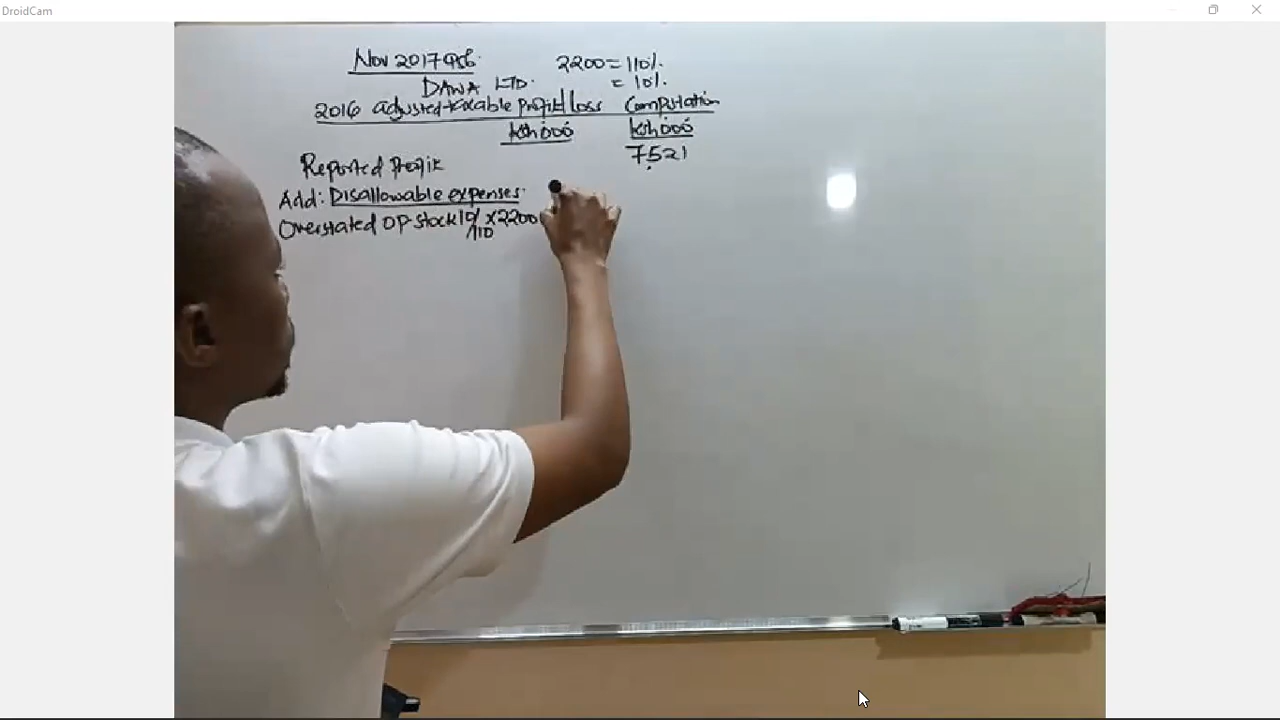 DroidCam
Nov 2017 Q5b
2200 = 110%
DAWA LTD.
= 10%.
2016 adjusted taxable profit/loss Computation
ksh 000 ksh 000
Reported Profit 7521
Add: Disallowable expenses.
Overstated OP stock 10/110 x 2200